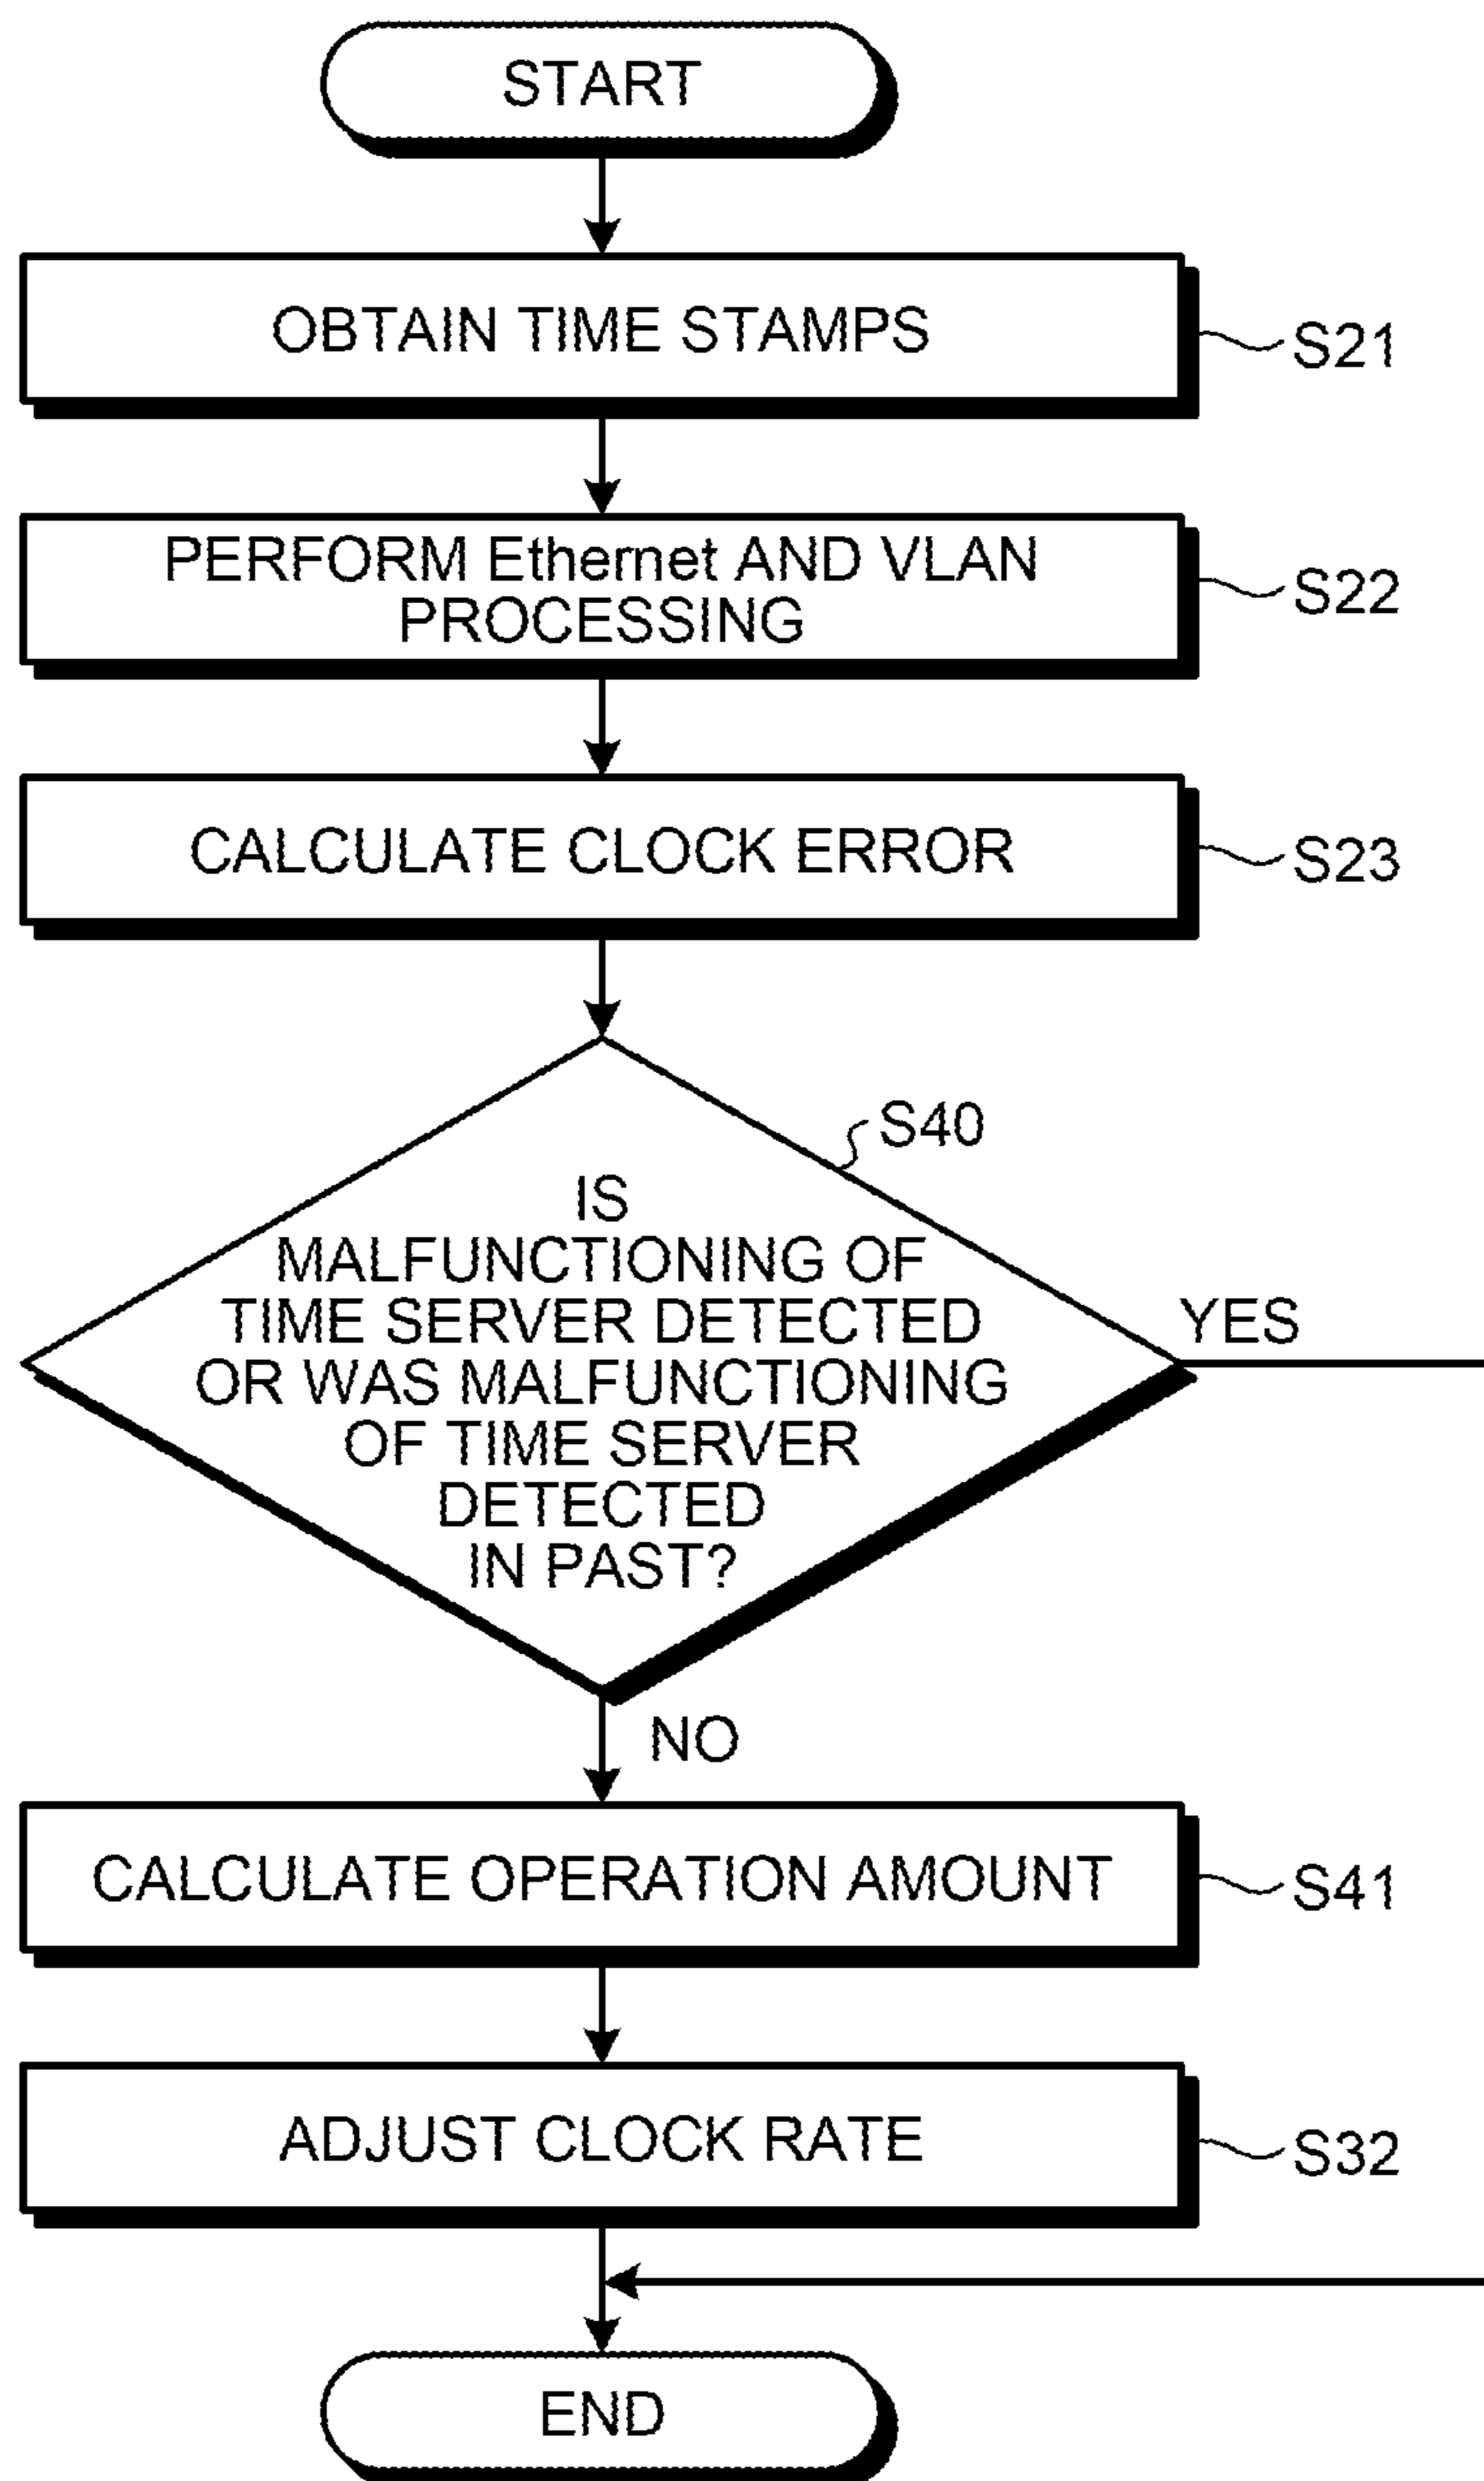 START
OBTAIN TIME STAMPS
S21
PERFORM Ethernet AND VLAN
PROCESSING
S22
CALCULATE CLOCK ERROR
S23
S40
IS
MALFUNCTIONING OF
TIME SERVER DETECTED
OR WAS MALFUNCTIONING
OF TIME SERVER
DETECTED
IN PAST?
YES
NO
CALCULATE OPERATION AMOUNT
S41
ADJUST CLOCK RATE
S32
END